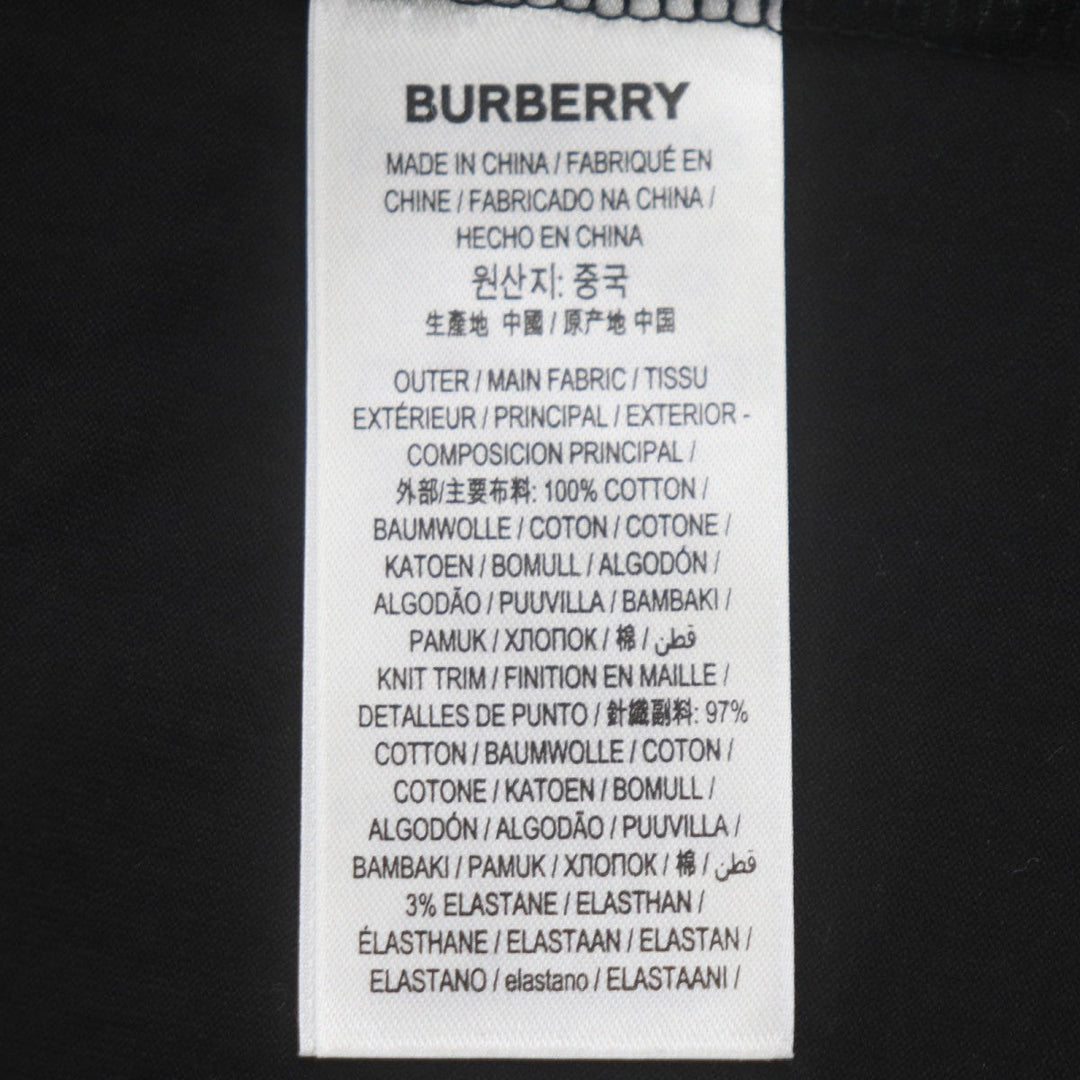 BURBERRY
MADE IN CHINA / FABRIQUÉ EN
CHINE / FABRICADO NA CHINA /
HECHO EN CHINA
원산지: 중국
生產地 中國 / 原产地 中国
OUTER / MAIN FABRIC / TISSU
EXTÉRIEUR / PRINCIPAL / EXTERIOR -
COMPOSICION PRINCIPAL /
外部/主要布料: 100% COTTON /
BAUMWOLLE / COTON / COTONE /
KATOEN / BOMULL / ALGODÓN /
ALGODÃO / PUUVILLA / BAMBAKI /
PAMUK / ХЛОПОК / 棉 / قطن
KNIT TRIM / FINITION EN MAILLE /
DETALLES DE PUNTO / 針織副料: 97%
COTTON / BAUMWOLLE / COTON /
COTONE / KATOEN / BOMULL /
ALGODÓN / ALGODÃO / PUUVILLA /
BAMBAKI / PAMUK / ХЛОПОК / 棉 / قطن
3% ELASTANE / ELASTHAN /
ÉLASTHANE / ELASTAAN / ELASTAN /
ELASTANO / elastano / ELASTAANI /